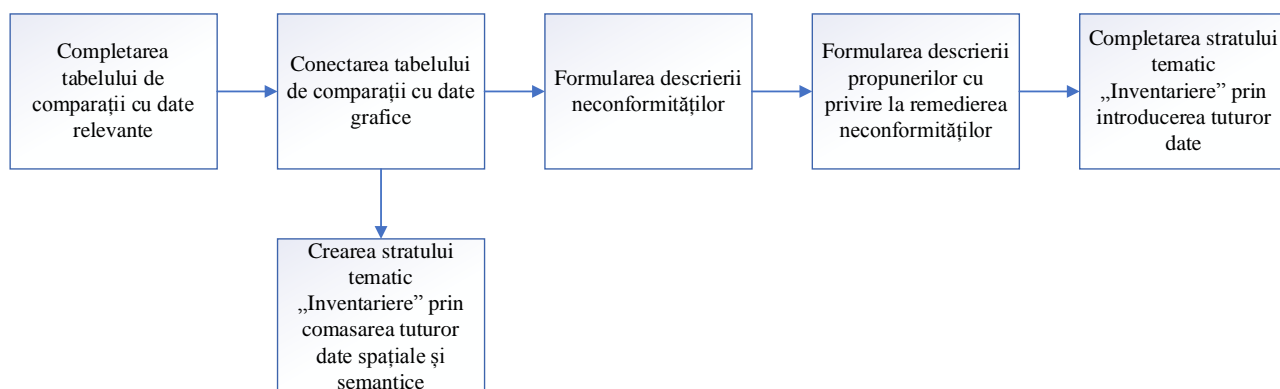 Completarea
tabelului de
comparații cu date
relevante
Conectarea tabelului
de comparații cu date
grafice
Formularea descrierii
neconformităților
Formularea descrierii
propunerilor cu
privire la remedierea
neconformităților
Completarea stratului
tematic
„Inventariere” prin
introducerea tuturor
date
Crearea stratului
tematic
„Inventariere” prin
comasarea tuturor
date spațiale și
semantice